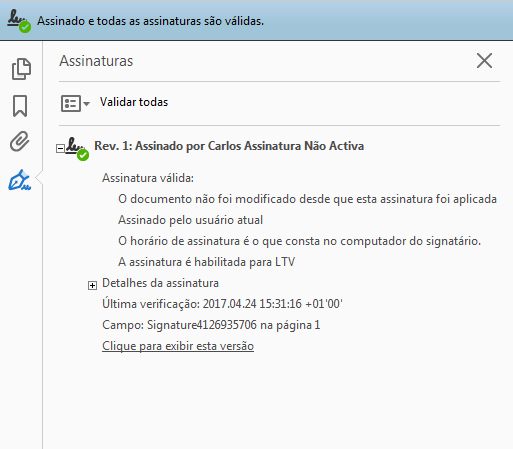 Assinado e todas as assinaturas são válidas.
Assinaturas
Validar todas
Rev. 1: Assinado por Carlos Assinatura Não Activa
Assinatura válida:
O documento não foi modificado desde que esta assinatura foi aplicada
Assinado pelo usuário atual
O horário de assinatura é o que consta no computador do signatário.
A assinatura é habilitada para LTV
Detalhes da assinatura
Última verificação: 2017.04.24 15:31:16 +01'00'
Campo: Signature4126935706 na página 1
Clique para exibir esta versão